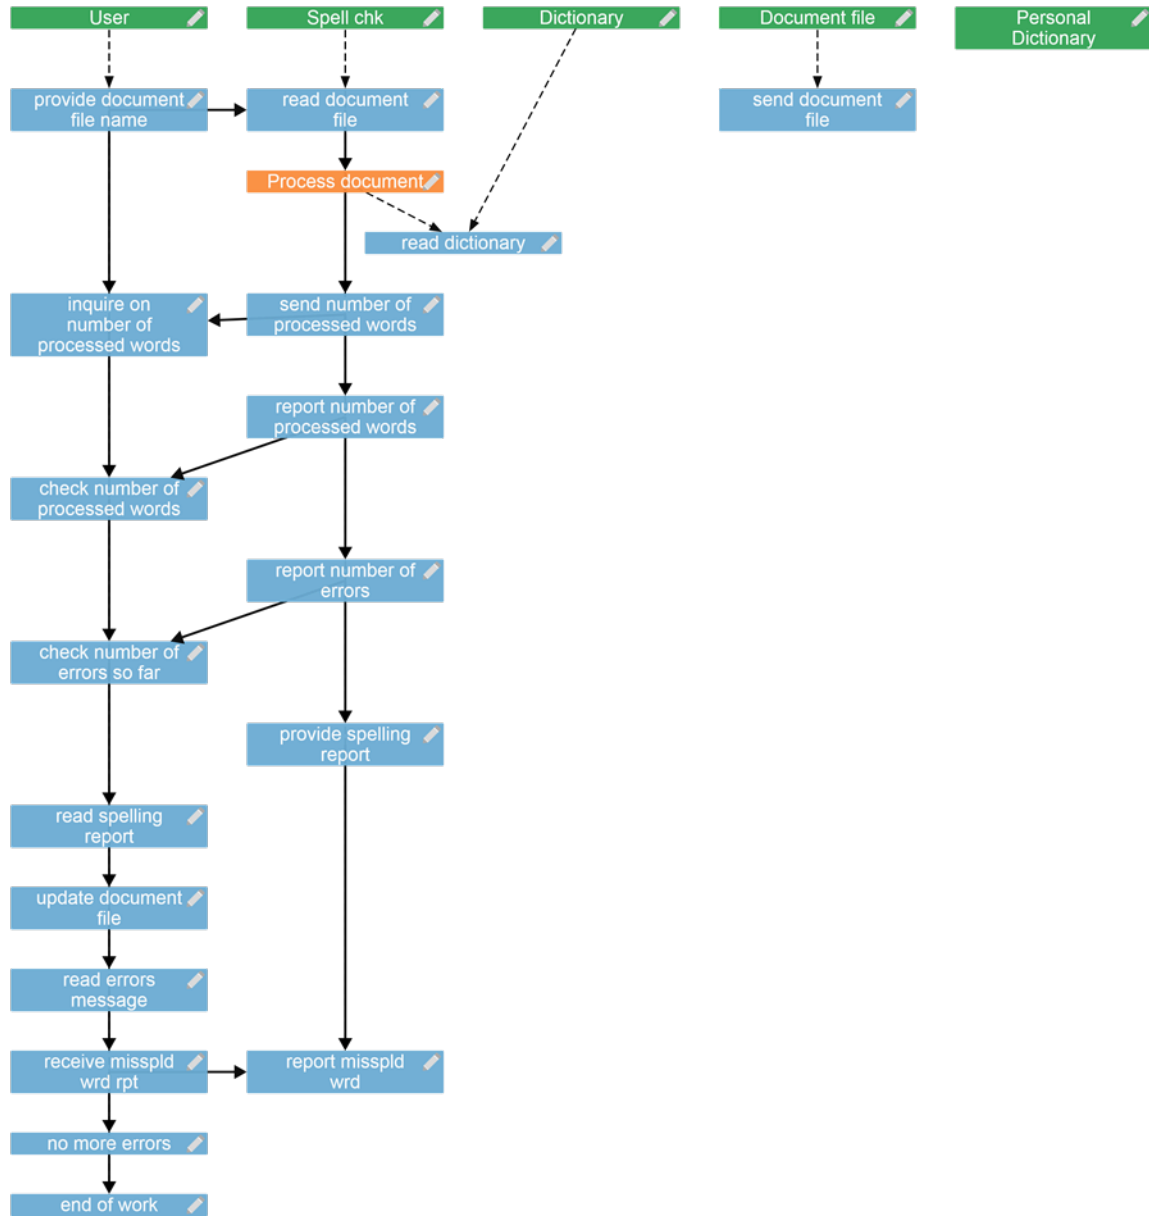 User
Spell chk
Dictionary
Document file
Personal
Dictionary
provide document
file name
read document
file
send document
file
Process document
read dictionary
inquire on
number of
processed words
send number of
processed words
report number of
processed words
check number of
processed words
report number of
errors
check number of
errors so far
provide spelling
report
read spelling
report
update document
file
read errors
message
receive misspld
wrd rpt
report misspld
wrd
no more errors
end of work